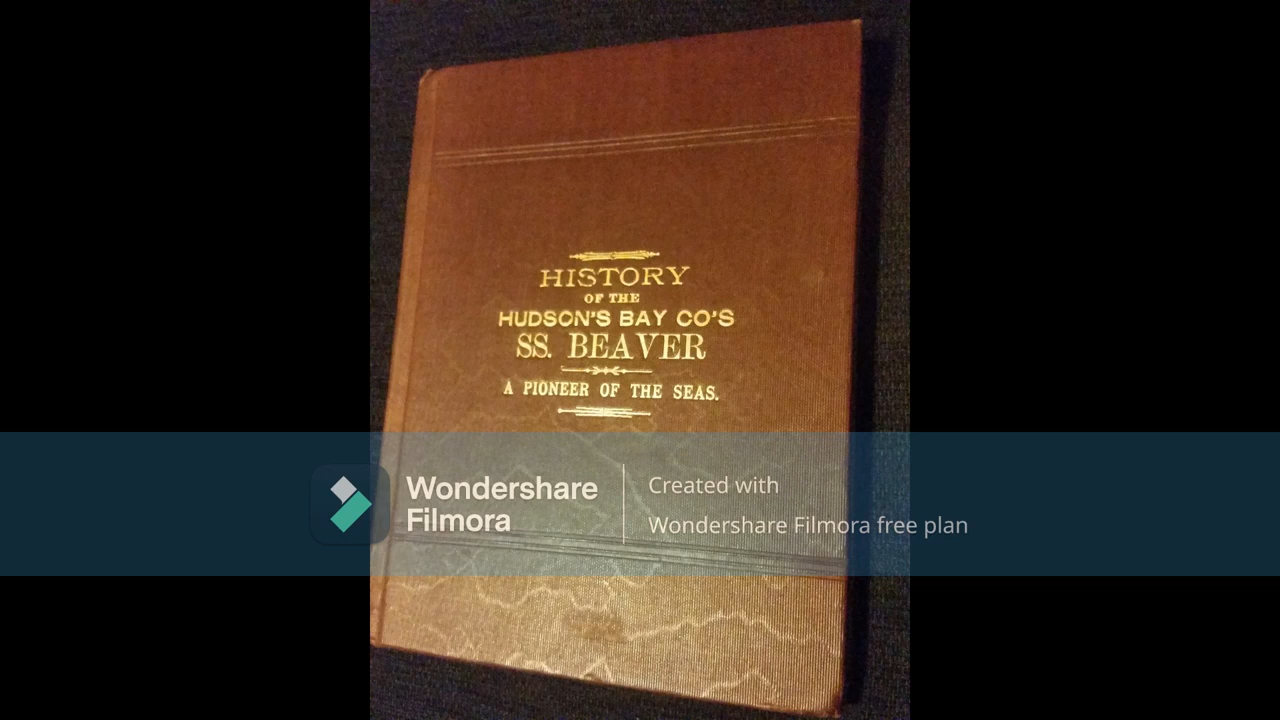 HISTORY
OF THE
HUDSON'S BAY CO'S
SS. BEAVER
A PIONEER OF THE SEAS.
Wondershare
Filmora
Created with
Wondershare Filmora free plan